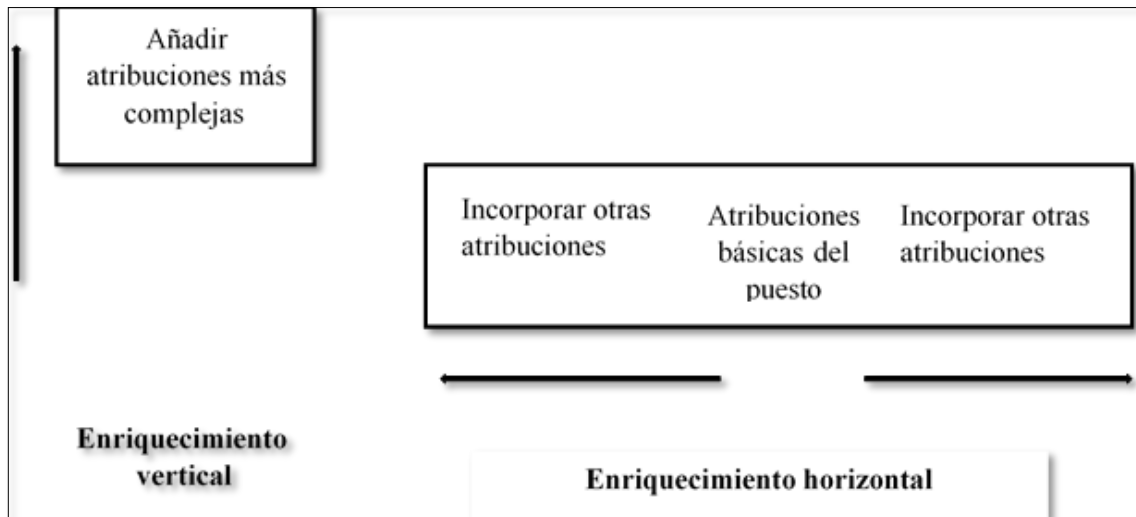 Añadir
atribuciones más
complejas
Incorporar otras
atribuciones
Atribuciones
básicas del
puesto
Incorporar otras
atribuciones
Enriquecimiento
vertical
Enriquecimiento horizontal